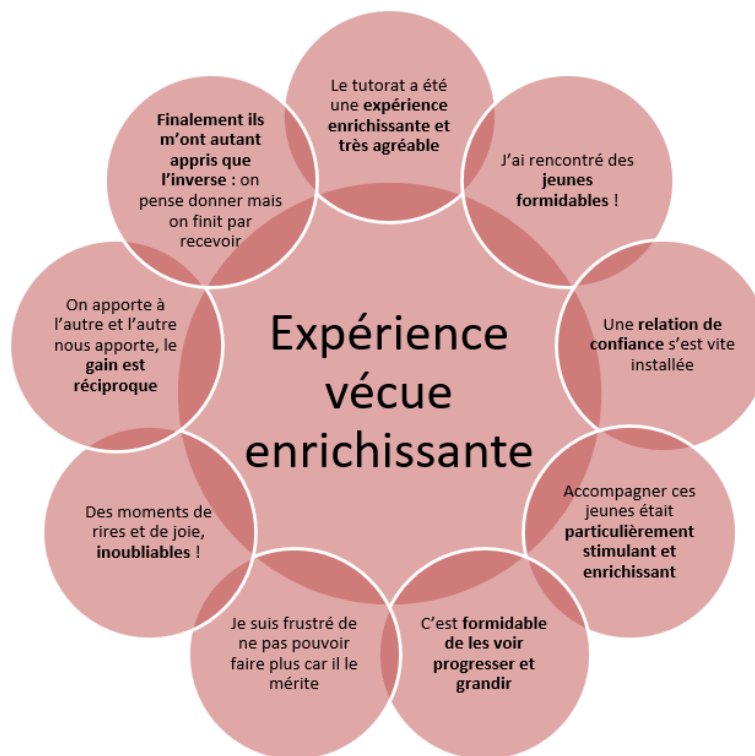 Le tutorat a été
une expérience
enrichissante et
très agréable
J'ai rencontré des
jeunes
formidables !
Une relation de
confiance s'est vite
installée
Accompagner ces
jeunes était
particulièrement
stimulant et
enrichissant
C'est formidable
de les voir
progresser et
grandir
Je suis frustré de
ne pas pouvoir
faire plus car il le
mérite
Des moments de
rires et de joie,
inoubliables !
On apporte à
l'autre et l'autre
nous apporte, le
gain est
réciproque
Finalement ils
m'ont autant
appris que
l'inverse : on
pense donner mais
on finit par
recevoir
Expérience
vécue
enrichissante